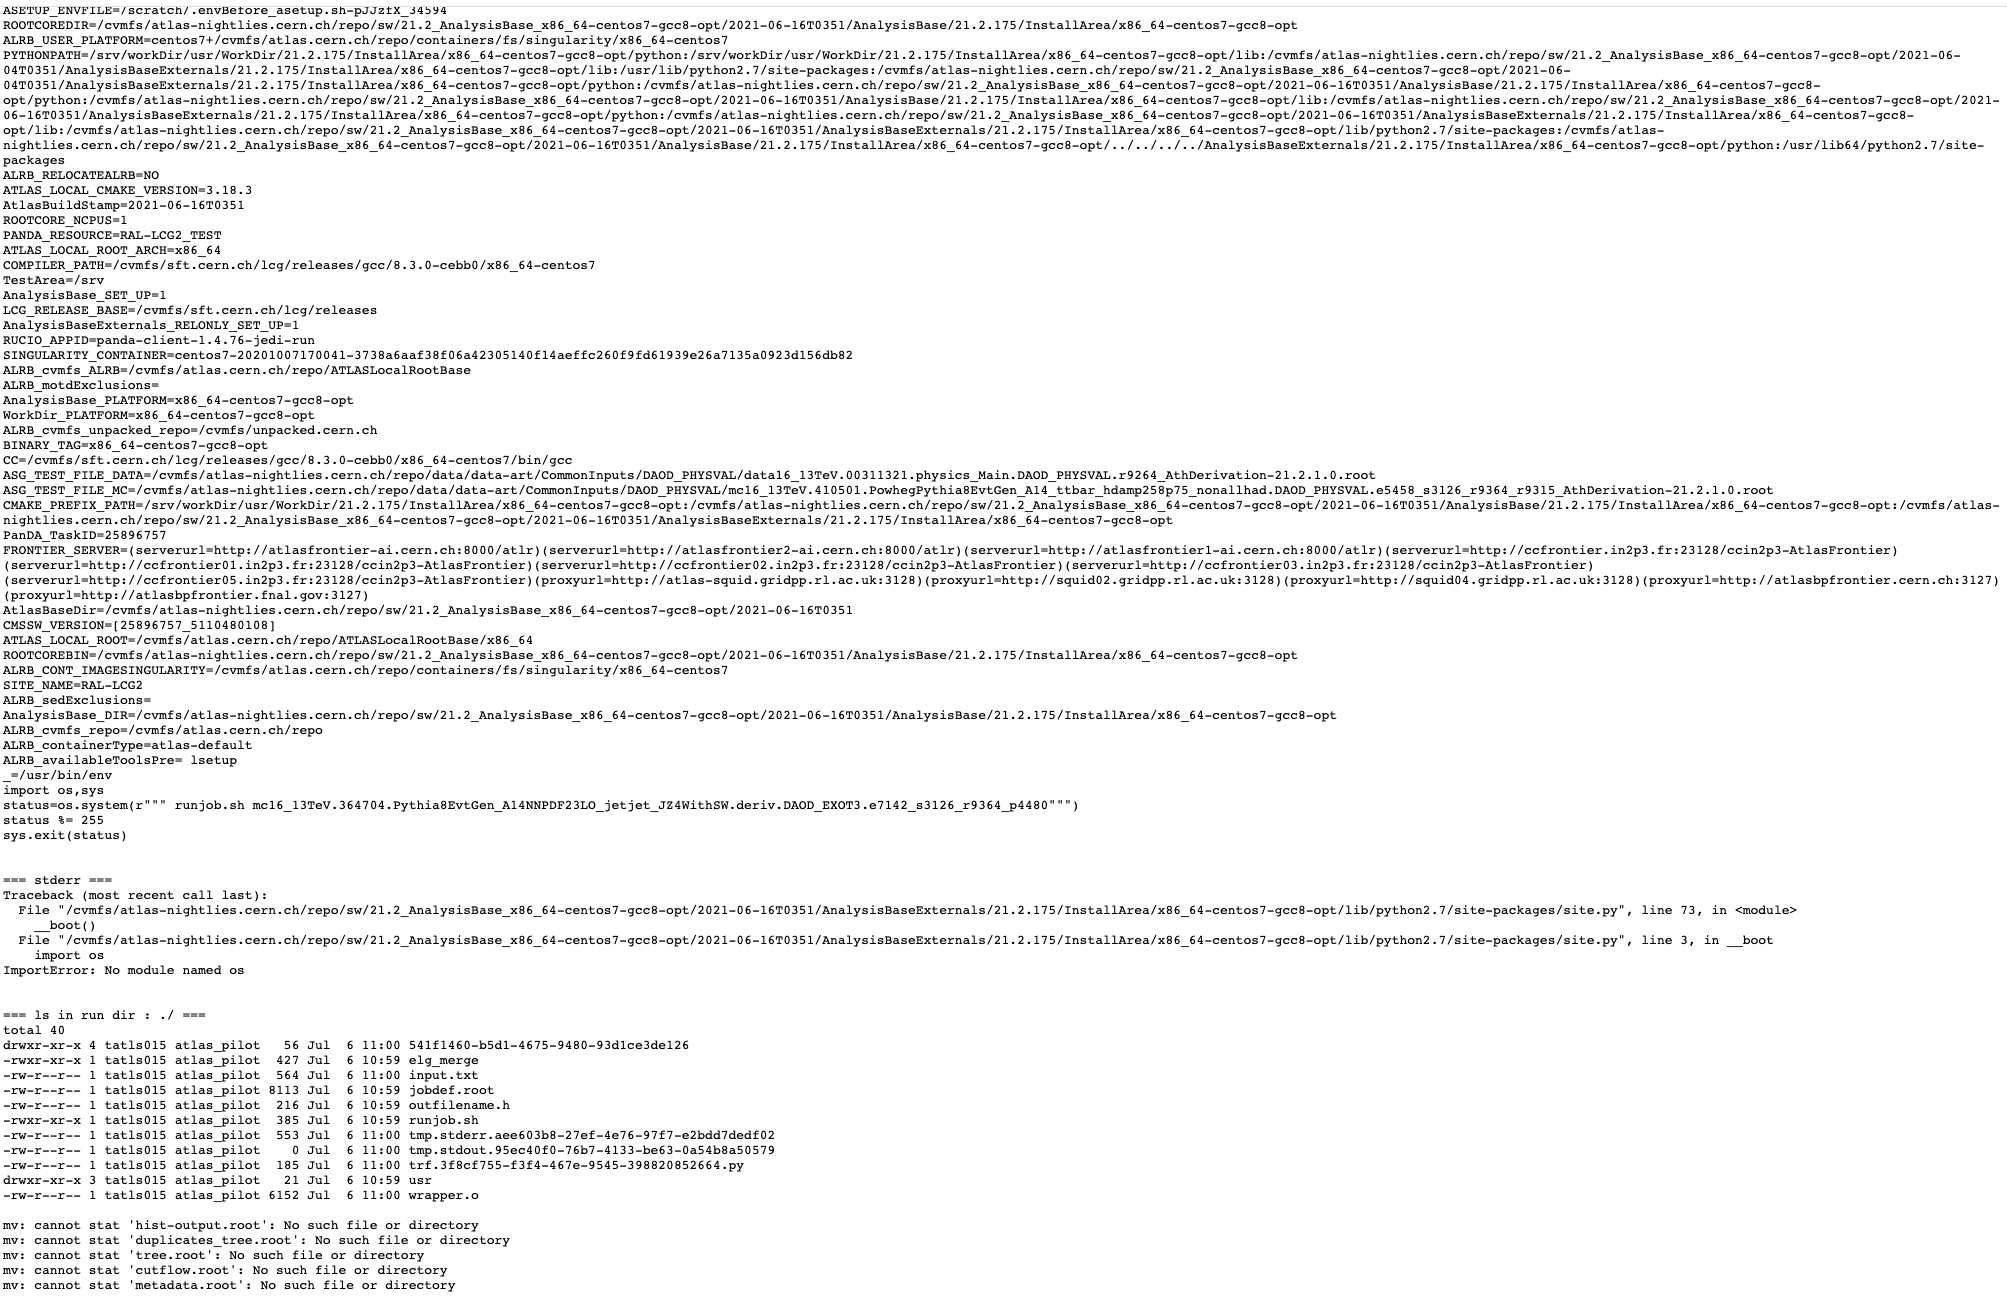 ASETUP_ENVFILE=/scratch/.envBefore_asetup.sh-pJJzfX_34594
ROOTCOREDIR=/cvmfs/atlas-nightlies.cern.ch/repo/sw/21.2_AnalysisBase_x86_64-centos7-gcc8-opt/2021-06-16T0351/AnalysisBase/21.2.175/InstallArea/x86_64-centos7-gcc8-opt
ALRB_USER_PLATFORM=centos7+/cvmfs/atlas.cern.ch/repo/containers/fs/singularity/x86_64-centos7
PYTHONPATH=/srv/workDir/usr/WorkDir/21.2.175/InstallArea/x86_64-centos7-gcc8-opt/python:/srv/workDir/usr/WorkDir/21.2.175/InstallArea/x86_64-centos7-gcc8-opt/lib:/cvmfs/atlas-nightlies.cern.ch/repo/sw/21.2_AnalysisBase_x86_64-centos7-gcc8-opt/2021-06-
04T0351/AnalysisBaseExternals/21.2.175/InstallArea/x86_64-centos7-gcc8-opt/lib:/usr/lib/python2.7/site-packages:/cvmfs/atlas-nightlies.cern.ch/repo/sw/21.2_AnalysisBase_x86_64-centos7-gcc8-opt/2021-06-
04T0351/AnalysisBaseExternals/21.2.175/InstallArea/x86_64-centos7-gcc8-opt/python:/cvmfs/atlas-nightlies.cern.ch/repo/sw/21.2_AnalysisBase_x86_64-centos7-gcc8-opt/2021-06-16T0351/AnalysisBase/21.2.175/InstallArea/x86_64-centos7-gcc8-
opt/python:/cvmfs/atlas-nightlies.cern.ch/repo/sw/21.2_AnalysisBase_x86_64-centos7-gcc8-opt/2021-06-16T0351/AnalysisBase/21.2.175/InstallArea/x86_64-centos7-gcc8-opt/lib:/cvmfs/atlas-nightlies.cern.ch/repo/sw/21.2_AnalysisBase_x86_64-centos7-gcc8-opt/2021-
06-16T0351/AnalysisBaseExternals/21.2.175/InstallArea/x86_64-centos7-gcc8-opt/python:/cvmfs/atlas-nightlies.cern.ch/repo/sw/21.2_AnalysisBase_x86_64-centos7-gcc8-opt/2021-06-16T0351/AnalysisBaseExternals/21.2.175/InstallArea/x86_64-centos7-gcc8-
opt/lib:/cvmfs/atlas-nightlies.cern.ch/repo/sw/21.2_AnalysisBase_x86_64-centos7-gcc8-opt/2021-06-16T0351/AnalysisBaseExternals/21.2.175/InstallArea/x86_64-centos7-gcc8-opt/lib/python2.7/site-packages:/cvmfs/atlas-
nightlies.cern.ch/repo/sw/21.2_AnalysisBase_x86_64-centos7-gcc8-opt/2021-06-16T0351/AnalysisBase/21.2.175/InstallArea/x86_64-centos7-gcc8-opt/../../../../AnalysisBaseExternals/21.2.175/InstallArea/x86_64-centos7-gcc8-opt/python:/usr/lib64/python2.7/site-
packages
ALRB_RELOCATEALRB=NO
ATLAS_LOCAL_CMAKE_VERSION=3.18.3
AtlasBuildStamp=2021-06-16T0351
ROOTCORE_NCPUS=1
PANDA_RESOURCE=RAL-LCG2_TEST
ATLAS_LOCAL_ROOT_ARCH=x86_64
COMPILER_PATH=/cvmfs/sft.cern.ch/lcg/releases/gcc/8.3.0-cebb0/x86_64-centos7
TestArea=/srv
AnalysisBase_SET_UP=1
LCG_RELEASE_BASE=/cvmfs/sft.cern.ch/lcg/releases
AnalysisBaseExternals_RELONLY_SET_UP=1
RUCIO_APPID=panda-client-1.4.76-jedi-run
SINGULARITY_CONTAINER=centos7-20201007170041-3738a6aaf38f06a42305140f14aeffc260f9fd61939e26a7135a0923d156db82
ALRB_cvmfs_ALRB=/cvmfs/atlas.cern.ch/repo/ATLASLocalRootBase
ALRB_motdExclusions=
AnalysisBase_PLATFORM=x86_64-centos7-gcc8-opt
WorkDir_PLATFORM=x86_64-centos7-gcc8-opt
ALRB_cvmfs_unpacked_repo=/cvmfs/unpacked.cern.ch
BINARY_TAG=x86_64-centos7-gcc8-opt
CC=/cvmfs/sft.cern.ch/lcg/releases/gcc/8.3.0-cebb0/x86_64-centos7/bin/gcc
ASG_TEST_FILE_DATA=/cvmfs/atlas-nightlies.cern.ch/repo/data/data-art/CommonInputs/DAOD_PHYSVAL/data16_13TeV.00311321.physics_Main.DAOD_PHYSVAL.r9264_AthDerivation-21.2.1.0.root
ASG_TEST_FILE_MC=/cvmfs/atlas-nightlies.cern.ch/repo/data/data-art/CommonInputs/DAOD_PHYSVAL/mc16_13TeV.410501.PowhegPythia8EvtGen_A14_ttbar_hdamp258p75_nonallhad.DAOD_PHYSVAL.e5458_s3126_r9364_r9315_AthDerivation-21.2.1.0.root
CMAKE_PREFIX_PATH=/srv/workDir/usr/WorkDir/21.2.175/InstallArea/x86_64-centos7-gcc8-opt:/cvmfs/atlas-nightlies.cern.ch/repo/sw/21.2_AnalysisBase_x86_64-centos7-gcc8-opt/2021-06-16T0351/AnalysisBase/21.2.175/InstallArea/x86_64-centos7-gcc8-opt:/cvmfs/atlas-
nightlies.cern.ch/repo/sw/21.2_AnalysisBase_x86_64-centos7-gcc8-opt/2021-06-16T0351/AnalysisBaseExternals/21.2.175/InstallArea/x86_64-centos7-gcc8-opt
PanDA_TaskID=25896757
FRONTIER_SERVER=(serverurl=http://atlasfrontier-ai.cern.ch:8000/atlr)(serverurl=http://atlasfrontier2-ai.cern.ch:8000/atlr)(serverurl=http://atlasfrontier1-ai.cern.ch:8000/atlr)(serverurl=http://ccfrontier.in2p3.fr:23128/ccin2p3-AtlasFrontier)
(serverurl=http://ccfrontier01.in2p3.fr:23128/ccin2p3-AtlasFrontier)(serverurl=http://ccfrontier02.in2p3.fr:23128/ccin2p3-AtlasFrontier)(serverurl=http://ccfrontier03.in2p3.fr:23128/ccin2p3-AtlasFrontier)
(serverurl=http://ccfrontier05.in2p3.fr:23128/ccin2p3-AtlasFrontier)(proxyurl=http://atlas-squid.gridpp.rl.ac.uk:3128)(proxyurl=http://squid02.gridpp.rl.ac.uk:3128)(proxyurl=http://squid04.gridpp.rl.ac.uk:3128)(proxyurl=http://atlasbpfrontier.cern.ch:3127)
(proxyurl=http://atlasbpfrontier.fnal.gov:3127)
AtlasBaseDir=/cvmfs/atlas-nightlies.cern.ch/repo/sw/21.2_AnalysisBase_x86_64-centos7-gcc8-opt/2021-06-16T0351
CMSSW_VERSION=[25896757_5110480108]
ATLAS_LOCAL_ROOT=/cvmfs/atlas.cern.ch/repo/ATLASLocalRootBase/x86_64
ROOTCOREBIN=/cvmfs/atlas-nightlies.cern.ch/repo/sw/21.2_AnalysisBase_x86_64-centos7-gcc8-opt/2021-06-16T0351/AnalysisBase/21.2.175/InstallArea/x86_64-centos7-gcc8-opt
ALRB_CONT_IMAGESINGULARITY=/cvmfs/atlas.cern.ch/repo/containers/fs/singularity/x86_64-centos7
SITE_NAME=RAL-LCG2
ALRB_sedExclusions=
AnalysisBase_DIR=/cvmfs/atlas-nightlies.cern.ch/repo/sw/21.2_AnalysisBase_x86_64-centos7-gcc8-opt/2021-06-16T0351/AnalysisBase/21.2.175/InstallArea/x86_64-centos7-gcc8-opt
ALRB_cvmfs_repo=/cvmfs/atlas.cern.ch/repo
ALRB_containerType=atlas-default
ALRB_availableToolsPre= lsetup
_=/usr/bin/env
import os,sys
status=os.system(r""" runjob.sh mc16_13TeV.364704.Pythia8EvtGen_A14NNPDF23LO_jetjet_JZ4WithSW.deriv.DAOD_EXOT3.e7142_s3126_r9364_p4480""")
status %= 255
sys.exit(status)
=== stderr ===
Traceback (most recent call last):
File "/cvmfs/atlas-nightlies.cern.ch/repo/sw/21.2_AnalysisBase_x86_64-centos7-gcc8-opt/2021-06-16T0351/AnalysisBaseExternals/21.2.175/InstallArea/x86_64-centos7-gcc8-opt/lib/python2.7/site-packages/site.py", line 73, in <module>
__boot()
File "/cvmfs/atlas-nightlies.cern.ch/repo/sw/21.2_AnalysisBase_x86_64-centos7-gcc8-opt/2021-06-16T0351/AnalysisBaseExternals/21.2.175/InstallArea/x86_64-centos7-gcc8-opt/lib/python2.7/site-packages/site.py", line 3, in __boot
import os
ImportError: No module named os
=== ls in run dir : ./ ===
total 40
drwxr-xr-x 4 tatls015 atlas_pilot   56 Jul  6 11:00 541f1460-b5d1-4675-9480-93d1ce3de126
-rwxr-xr-x 1 tatls015 atlas_pilot  427 Jul  6 10:59 elg_merge
-rw-r--r-- 1 tatls015 atlas_pilot  564 Jul  6 11:00 input.txt
-rw-r--r-- 1 tatls015 atlas_pilot 8113 Jul  6 10:59 jobdef.root
-rw-r--r-- 1 tatls015 atlas_pilot  216 Jul  6 10:59 outfilename.h
-rwxr-xr-x 1 tatls015 atlas_pilot  385 Jul  6 10:59 runjob.sh
-rw-r--r-- 1 tatls015 atlas_pilot  553 Jul  6 11:00 tmp.stderr.aee603b8-27ef-4e76-97f7-e2bdd7dedf02
-rw-r--r-- 1 tatls015 atlas_pilot    0 Jul  6 11:00 tmp.stdout.95ec40f0-76b7-4133-be63-0a54b8a50579
-rw-r--r-- 1 tatls015 atlas_pilot  185 Jul  6 11:00 trf.3f8cf755-f3f4-467e-9545-398820852664.py
drwxr-xr-x 3 tatls015 atlas_pilot   21 Jul  6 10:59 usr
-rw-r--r-- 1 tatls015 atlas_pilot 6152 Jul  6 11:00 wrapper.o
mv: cannot stat 'hist-output.root': No such file or directory
mv: cannot stat 'duplicates_tree.root': No such file or directory
mv: cannot stat 'tree.root': No such file or directory
mv: cannot stat 'cutflow.root': No such file or directory
mv: cannot stat 'metadata.root': No such file or directory